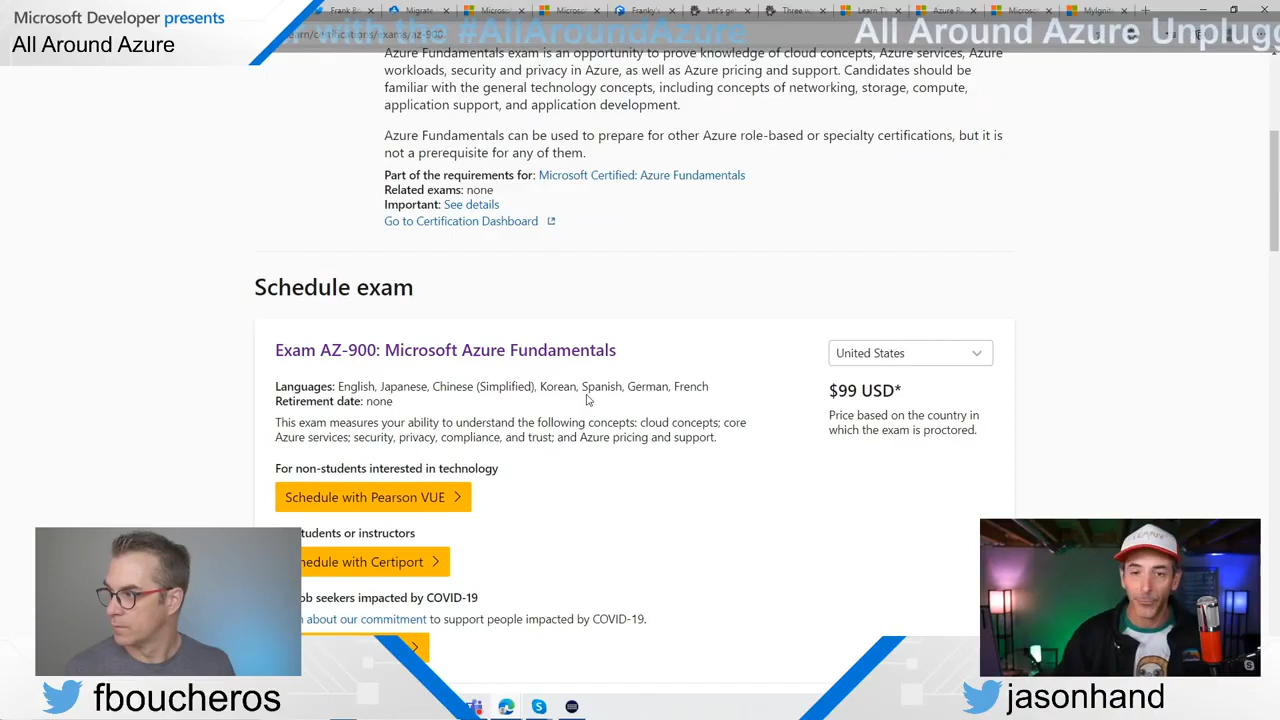 Microsoft Developer presents
All Around Azure
#AllAroundAzure
All Around Azure Unplugg
Azure Fundamentals exam is an opportunity to prove knowledge of cloud concepts, Azure services, Azure
workloads, security and privacy in Azure, as well as Azure pricing and support. Candidates should be
familiar with the general technology concepts, including concepts of networking, storage, compute,
application support, and application development.
Azure Fundamentals can be used to prepare for other Azure role-based or specialty certifications, but it is
not a prerequisite for any of them.
Part of the requirements for: Microsoft Certified: Azure Fundamentals
Related exams: none
Important: See details
Go to Certification Dashboard
Schedule exam
Exam AZ-900: Microsoft Azure Fundamentals
United States
Languages: English, Japanese, Chinese (Simplified), Korean, Spanish, German, French
Retirement date: none
$99 USD*
Price based on the country in
which the exam is proctored.
This exam measures your ability to understand the following concepts: cloud concepts; core
Azure services; security, privacy, compliance, and trust; and Azure pricing and support.
For non-students interested in technology
Schedule with Pearson VUE
tudents or instructors
hedule with Certiport
ob seekers impacted by COVID-19
about our commitment to support people impacted by COVID-19.
fboucheros
jasonhand